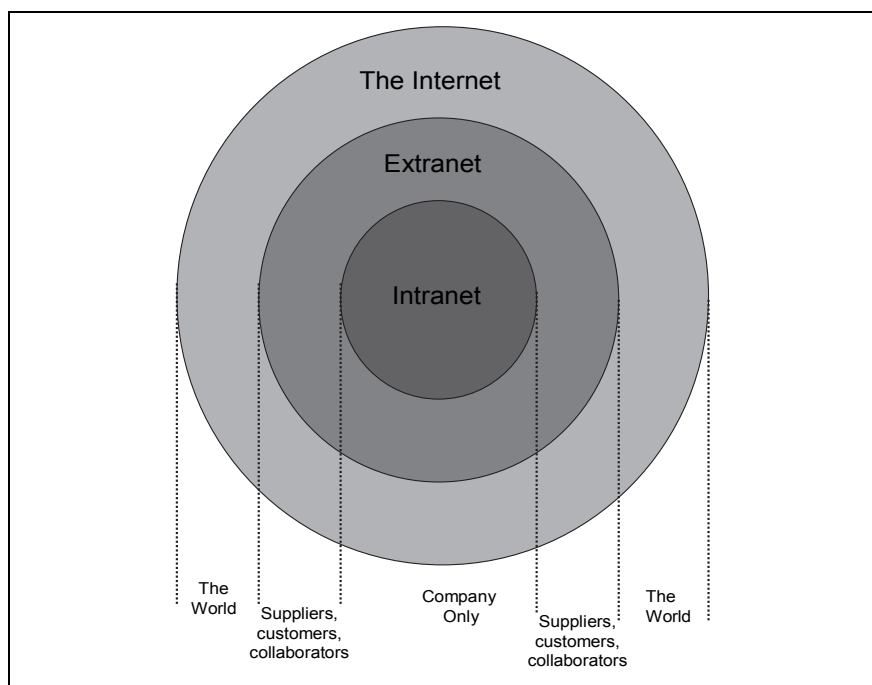 The Internet
Extranet
Intranet
The
World
Suppliers,
customers,
collaborators
Company
Only
Suppliers,
customers,
collaborators
The
World